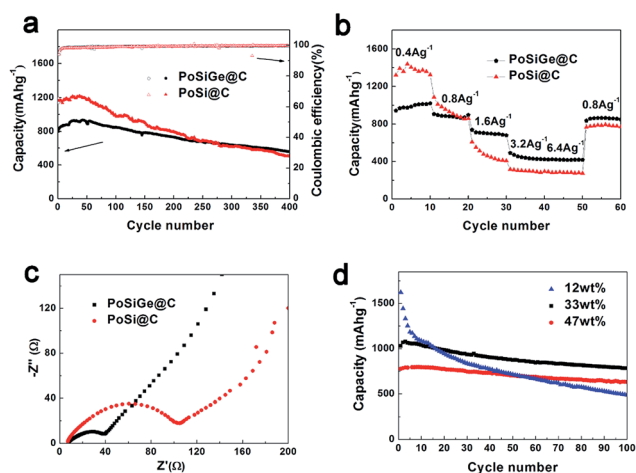 a
1600
1200
800
400
0
0 50 100 150 200 250 300 350 400
100
80
60
40
20
0
Capacity(mAhg⁻¹)
Coulombic efficiency(%)
Cycle number
PoSiGe@C
PoSi@C
b
1600
1200
800
400
0
0 10 20 30 40 50 60
Capacity(mAhg⁻¹)
Cycle number
PoSiGe@C
PoSi@C
0.4Ag⁻¹
0.8Ag⁻¹
1.6Ag⁻¹
3.2Ag⁻¹
6.4Ag⁻¹
0.8Ag⁻¹
c
120
80
40
0
0 40 80 120 160 200
-Z'' (Ω)
Z'(Ω)
PoSiGe@C
PoSi@C
d
1500
1000
500
0
0 10 20 30 40 50 60 70 80 90 100
Capacity (mAhg⁻¹)
Cycle number
12wt%
33wt%
47wt%